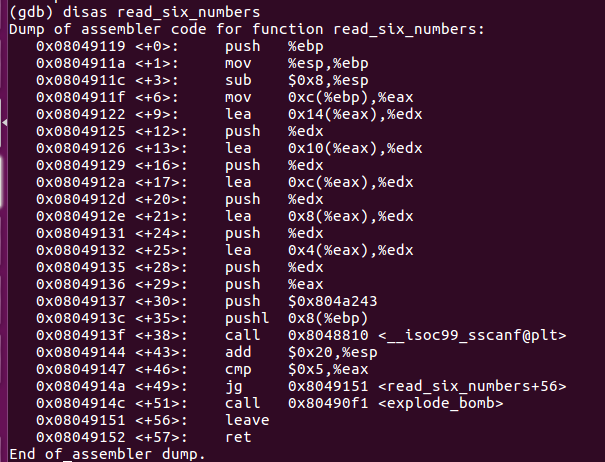 (gdb) disas read_six_numbers
Dump of assembler code for function read_six_numbers:
0x08049119 <+0>: push %ebp
0x0804911a <+1>: mov %esp,%ebp
0x0804911c <+3>: sub $0x8,%esp
0x0804911f <+6>: mov 0xc(%ebp),%eax
0x08049122 <+9>: lea 0x14(%eax),%edx
0x08049125 <+12>: push %edx
0x08049126 <+13>: lea 0x10(%eax),%edx
0x08049129 <+16>: push %edx
0x0804912a <+17>: lea 0xc(%eax),%edx
0x0804912d <+20>: push %edx
0x0804912e <+21>: lea 0x8(%eax),%edx
0x08049131 <+24>: push %edx
0x08049132 <+25>: lea 0x4(%eax),%edx
0x08049135 <+28>: push %edx
0x08049136 <+29>: push %eax
0x08049137 <+30>: push $0x804a243
0x0804913c <+35>: pushl 0x8(%ebp)
0x0804913f <+38>: call 0x8048810 <__isoc99_sscanf@plt>
0x08049144 <+43>: add $0x20,%esp
0x08049147 <+46>: cmp $0x5,%eax
0x0804914a <+49>: jg 0x8049151 <read_six_numbers+56>
0x0804914c <+51>: call 0x80490f1 <explode_bomb>
0x08049151 <+56>: leave
0x08049152 <+57>: ret
End of assembler dump.